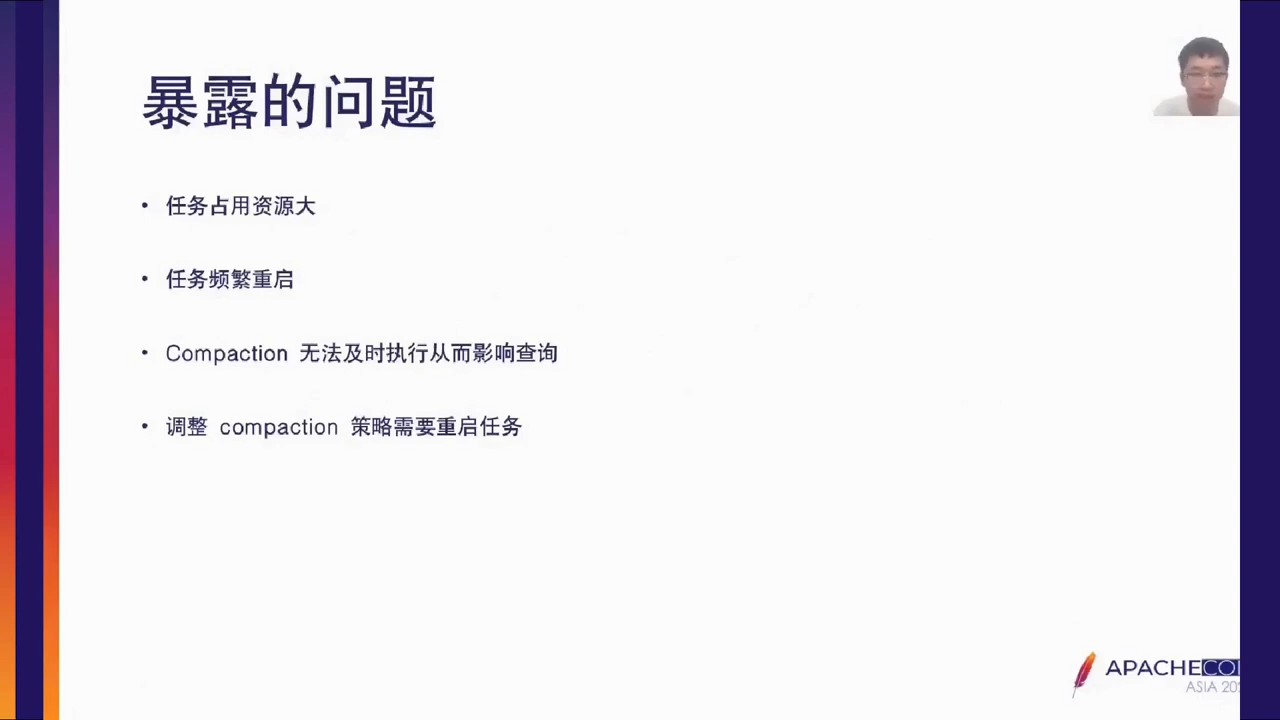 暴露的问题
• 任务占用资源大
• 任务频繁重启
• Compaction 无法及时执行从而影响查询
• 调整 compaction 策略需要重启任务
APACHECO
ASIA 20